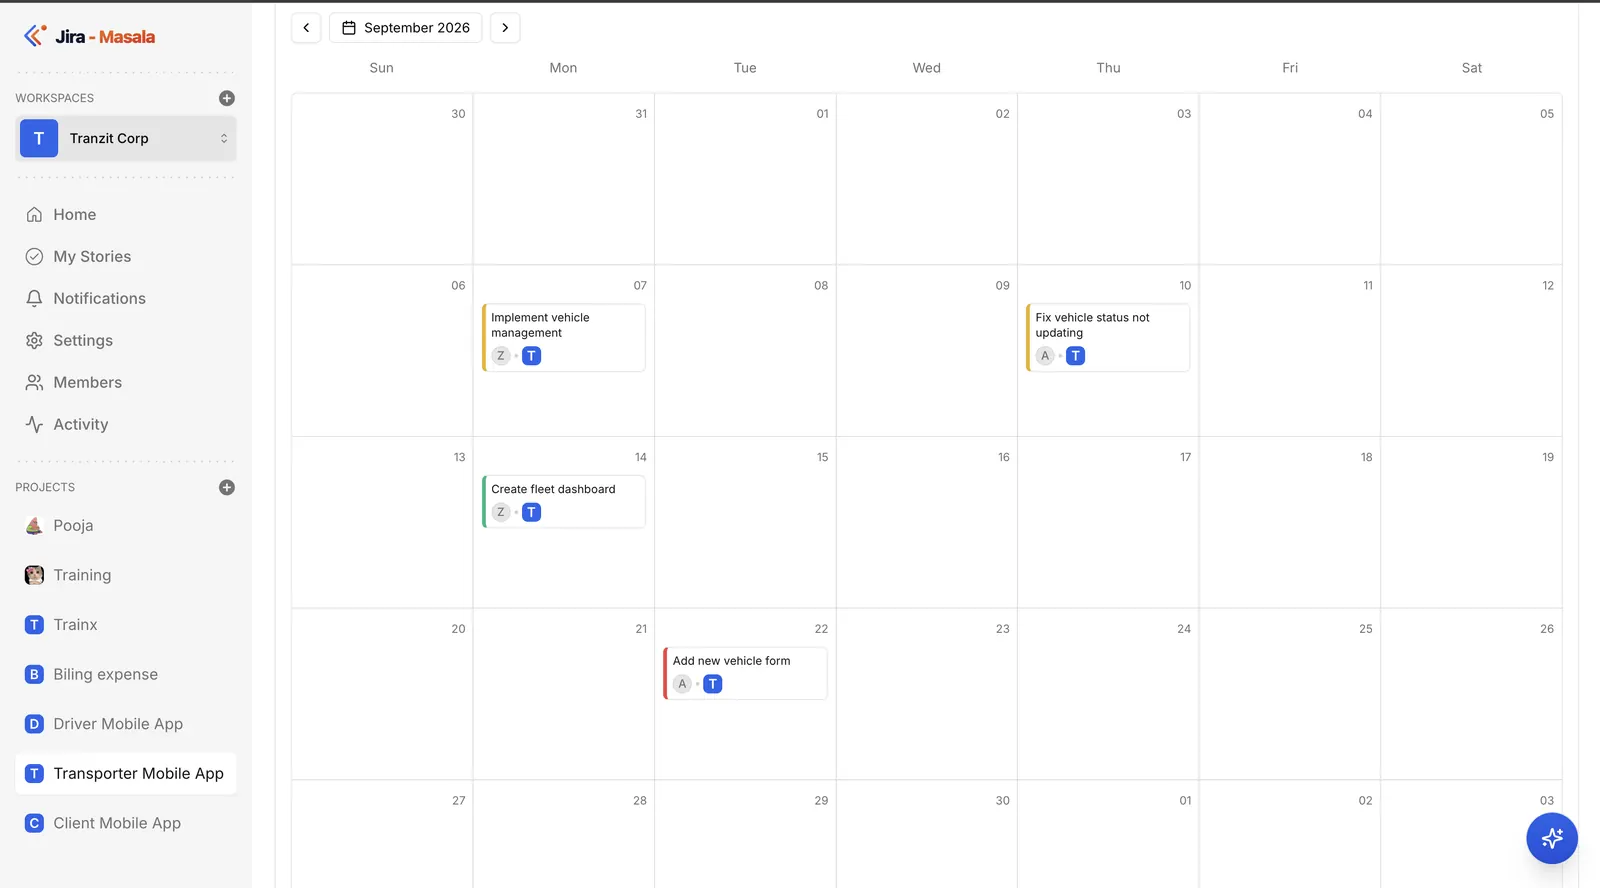 Jira - Masala
WORKSPACES
T
Tranzit Corp
Home
My Stories
Notifications
Settings
Members
Activity
PROJECTS
Pooja
Training
T
Trainx
B
Biling expense
D
Driver Mobile App
T
Transporter Mobile App
C
Client Mobile App
September 2026
Sun Mon Tue Wed Thu Fri Sat
30 31 01 02 03 04 05
06 07 08 09 10 11 12
Implement vehicle
management
Z T
Fix vehicle status not
updating
A T
13 14 15 16 17 18 19
Create fleet dashboard
Z T
20 21 22 23 24 25 26
Add new vehicle form
A T
27 28 29 30 01 02 03